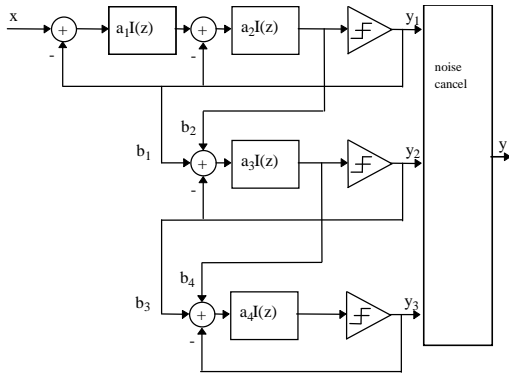 x
+
a₁I(z)
-
+
a₂I(z)
-
y₁
noise
cancel
b₂
b₁
+
a₃I(z)
-
y₂
y
b₄
b₃
+
a₄I(z)
-
y₃